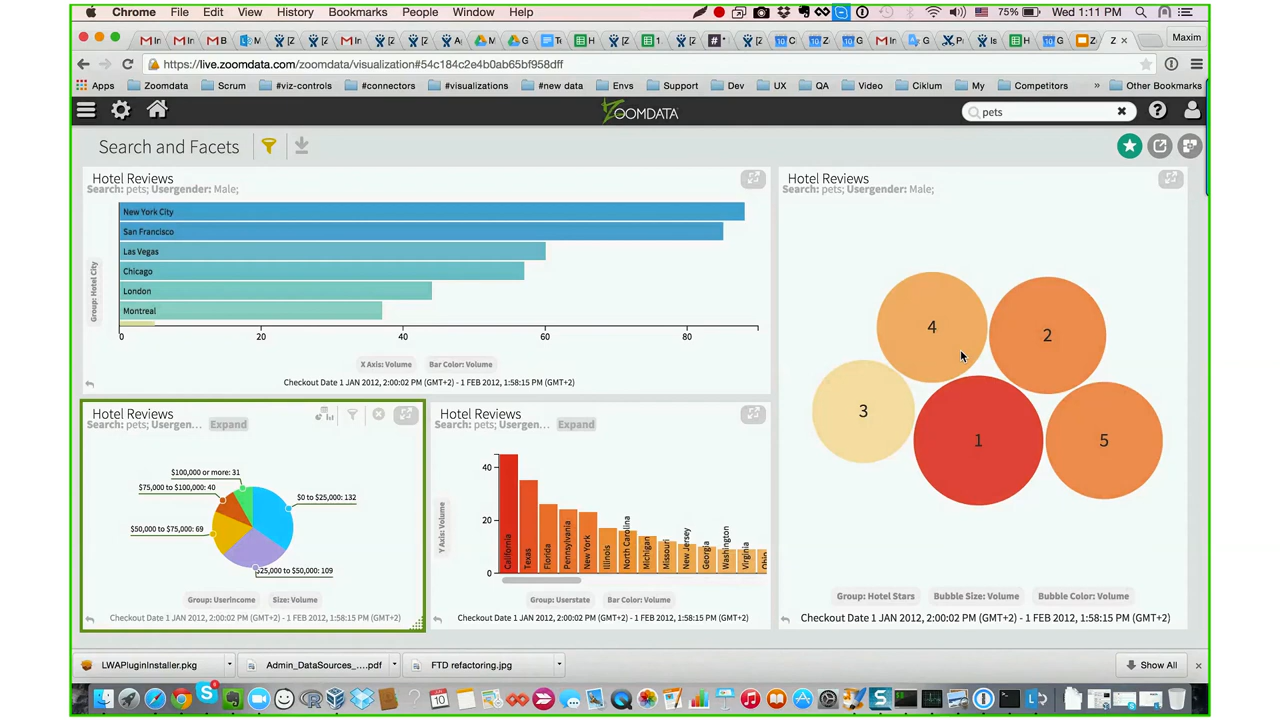 Chrome File Edit View History Bookmarks People Window Help 75% Wed 1:11 PM
Maxim
https://live.zoomdata.com/zoomdata/visualization#54c184c2e4b0ab65bf958dff
Apps Zoomdata Scrum #viz-controls #connectors #visualizations #new data Envs Support Dev UX QA Video Ciklum My Competitors » Other Bookmarks
ZOOMDATA
pets
Search and Facets
Hotel Reviews
Search: pets; Usergender: Male;
New York City
San Francisco
Las Vegas
Chicago
London
Montreal
Group: Hotel City
0 20 40 60 80
X Axis: Volume Bar Color: Volume
Checkout Date 1 JAN 2012, 2:00:02 PM (GMT+2) - 1 FEB 2012, 1:58:15 PM (GMT+2)
Hotel Reviews
Search: pets; Usergender: Male;
4
2
3
1
5
Group: Hotel Stars Bubble Size: Volume Bubble Color: Volume
Checkout Date 1 JAN 2012, 2:00:02 PM (GMT+2) - 1 FEB 2012, 1:58:15 PM (GMT+2)
Hotel Reviews
Search: pets; Usergen... Expand
$100,000 or more: 31
$75,000 to $100,000: 40
$0 to $25,000: 132
$50,000 to $75,000: 69
$25,000 to $50,000: 109
Group: UserIncome Size: Volume
Checkout Date 1 JAN 2012, 2:00:02 PM (GMT+2) - 1 FEB 2012, 1:58:15 PM (GMT+2)
Hotel Reviews
Search: pets; Usergen... Expand
Y Axis: Volume
40
20
0
California
Texas
Florida
Pennsylvania
New York
Illinois
North Carolina
Michigan
Missouri
New Jersey
Georgia
Washington
Virginia
Ohio
Group: Userstate Bar Color: Volume
Checkout Date 1 JAN 2012, 2:00:02 PM (GMT+2) - 1 FEB 2012, 1:58:15 PM (GMT+2)
LWAPluginInstaller.pkg Admin_DataSources_....pdf FTD refactoring.jpg Show All